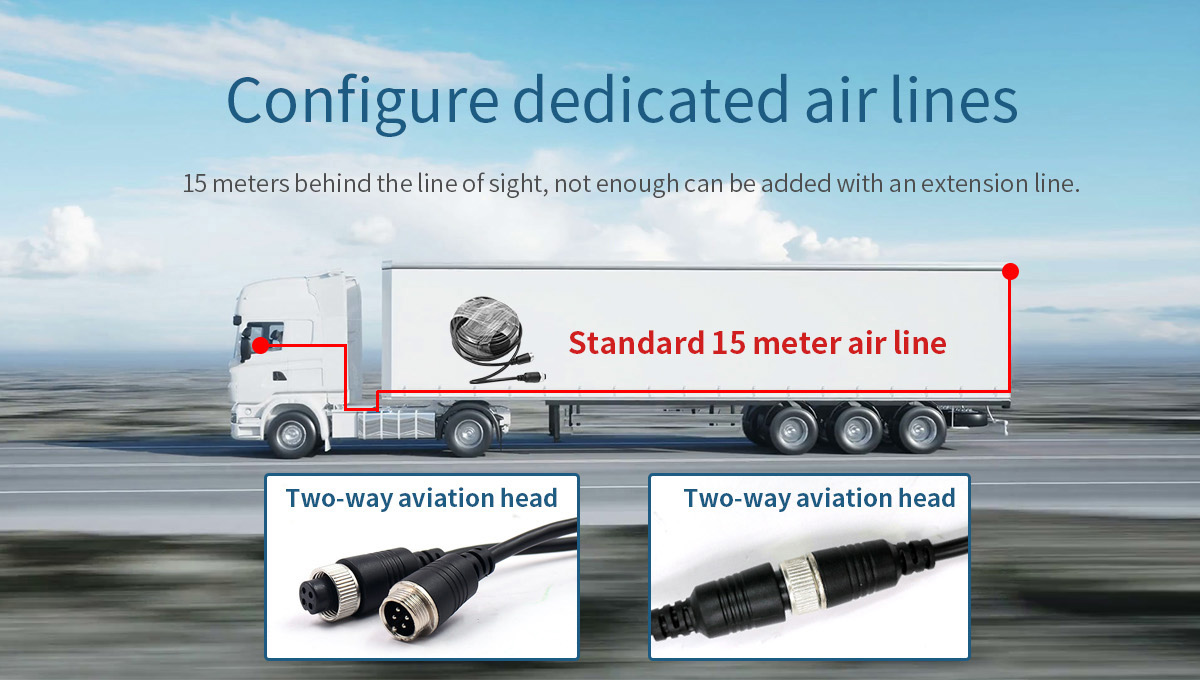 Configure dedicated air lines
15 meters behind the line of sight, not enough can be added with an extension line.
Standard 15 meter air line
Two-way aviation head
Two-way aviation head